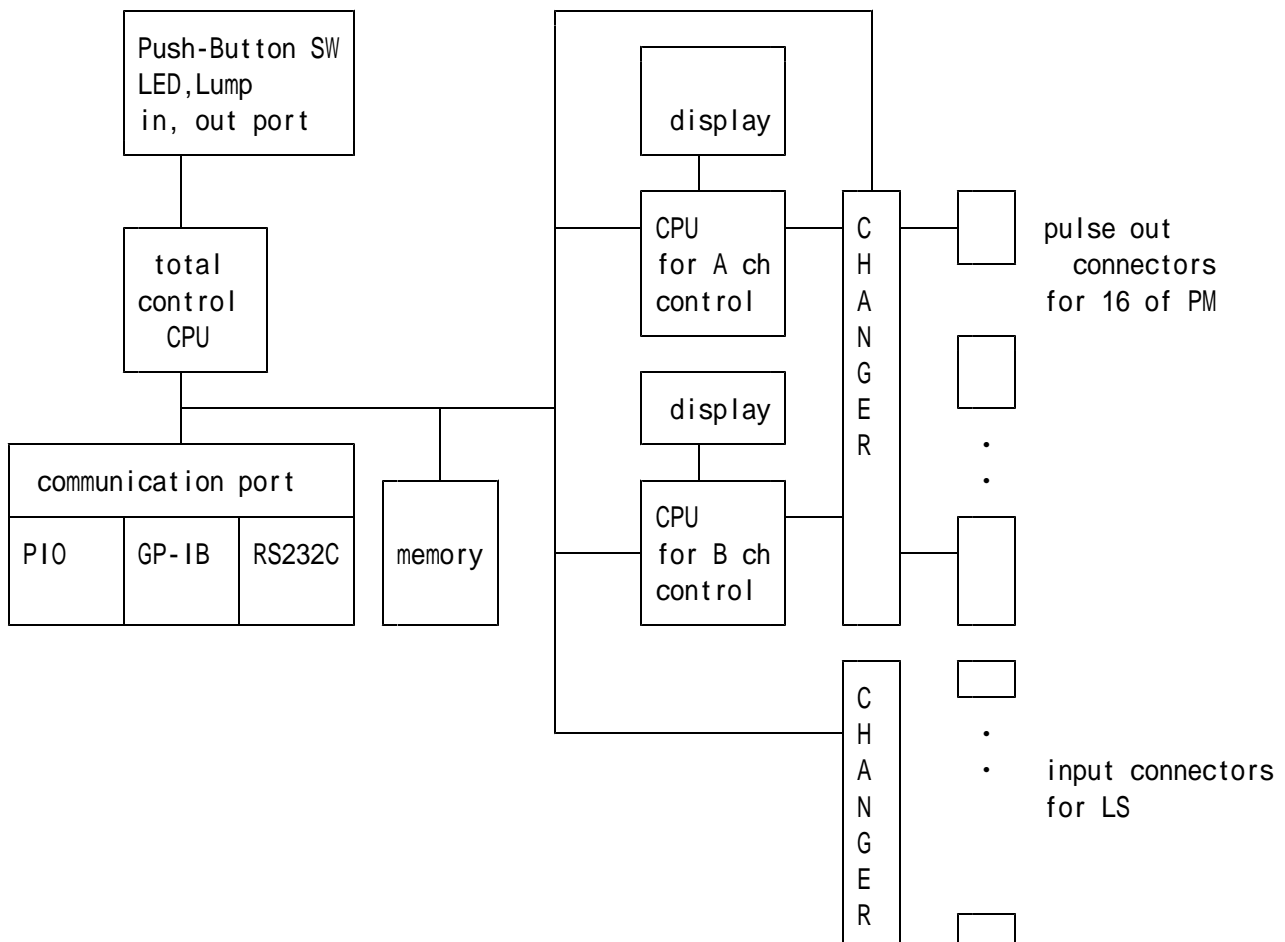 Push-Button SW
LED,Lump
in, out port
total
control
CPU
communication port
PIO
GP-IB
RS232C
memory
display
CPU
for A ch
control
display
CPU
for B ch
control
C
H
A
N
G
E
R
pulse out
connectors
for 16 of PM
C
H
A
N
G
E
R
input connectors
for LS